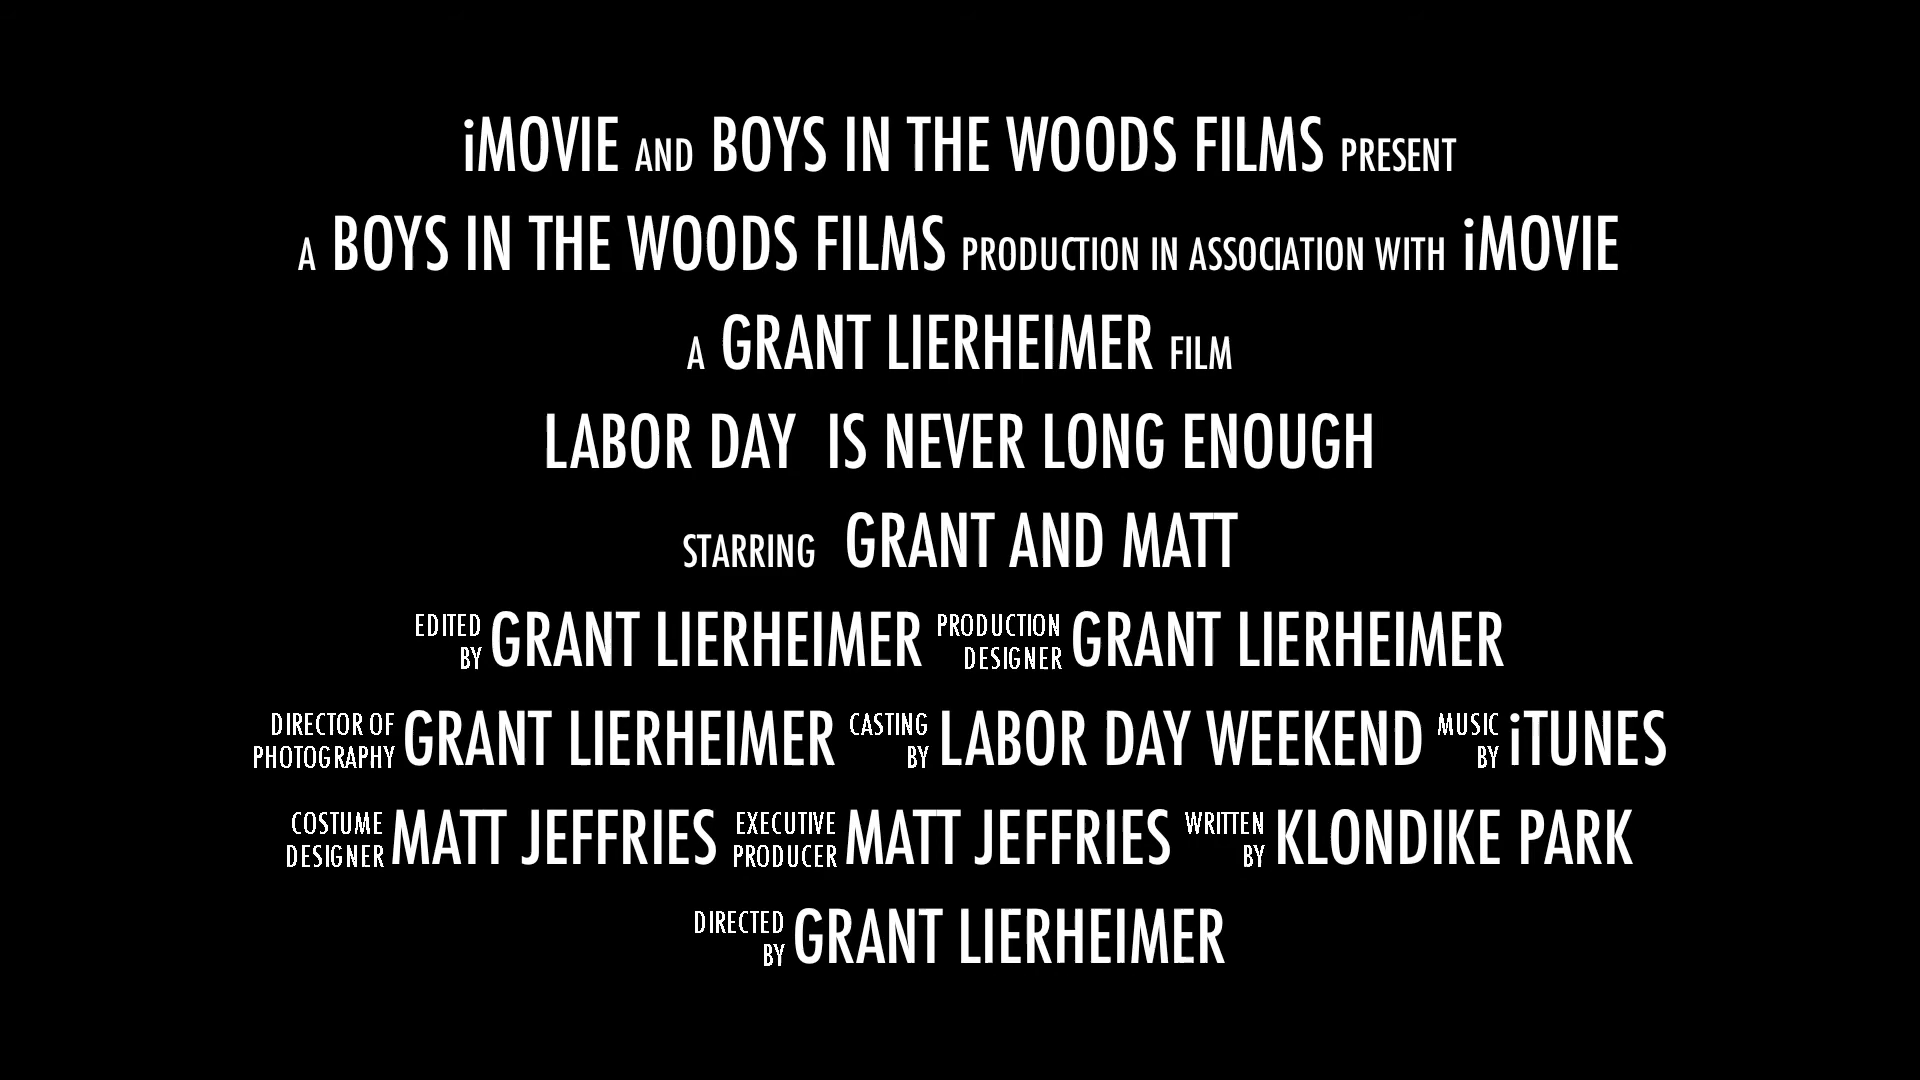 iMOVIE AND BOYS IN THE WOODS FILMS PRESENT
A BOYS IN THE WOODS FILMS PRODUCTION IN ASSOCIATION WITH iMOVIE
A GRANT LIERHEIMER FILM
LABOR DAY  IS NEVER LONG ENOUGH
STARRING  GRANT AND MATT
EDITED BY GRANT LIERHEIMER PRODUCTION DESIGNER GRANT LIERHEIMER
DIRECTOR OF PHOTOGRAPHY GRANT LIERHEIMER CASTING BY LABOR DAY WEEKEND MUSIC BY iTUNES
COSTUME DESIGNER MATT JEFFRIES EXECUTIVE PRODUCER MATT JEFFRIES WRITTEN BY KLONDIKE PARK
DIRECTED BY GRANT LIERHEIMER